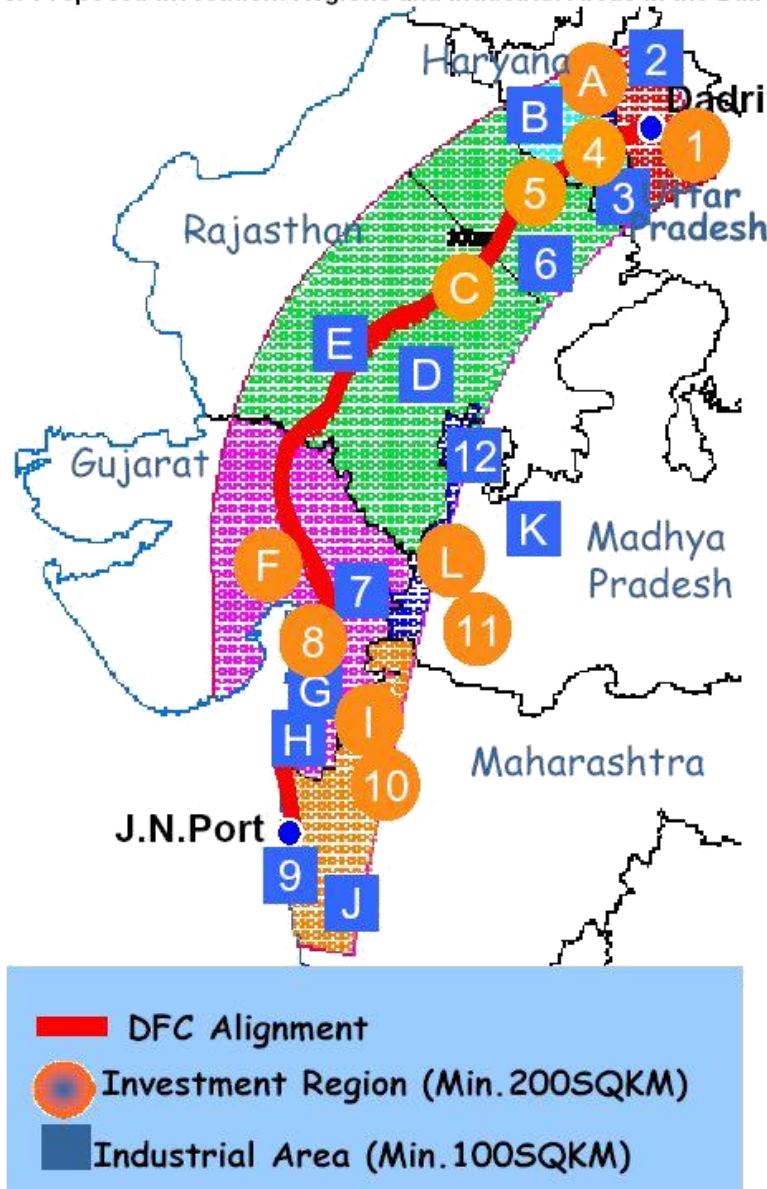 Haryana
A
2
Dadri
B
4
1
5
3
Uttar
Pradesh
Rajasthan
6
C
E
D
12
Gujarat
K
Madhya
Pradesh
F
L
7
8
11
G
I
H
Maharashtra
10
J.N.Port
9
J
DFC Alignment
Investment Region (Min.200SQKM)
Industrial Area (Min.100SQKM)